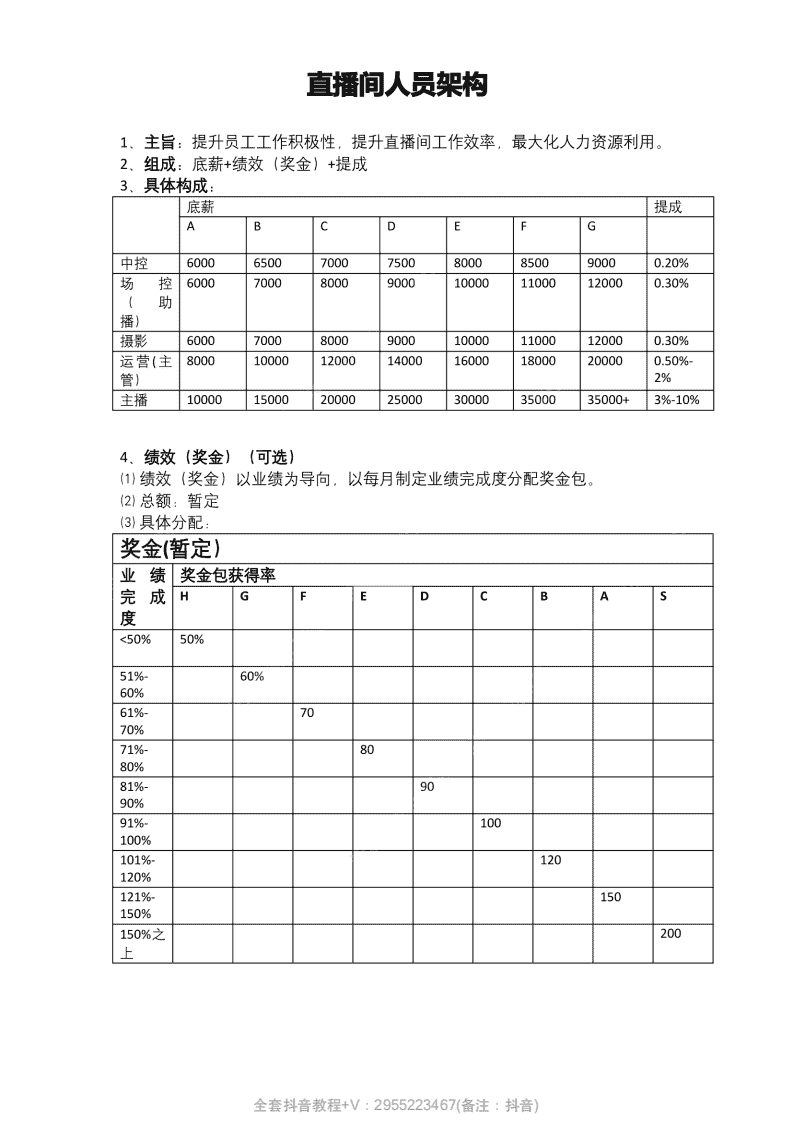 直播间人员架构
1、主旨：提升员工工作积极性，提升直播间工作效率，最大化人力资源利用。
2、组成：底薪+绩效（奖金）+提成
3、具体构成：
底薪 提成
A B C D E F G
中控 6000 6500 7000 7500 8000 8500 9000 0.20%
场控 6000 7000 8000 9000 10000 11000 12000 0.30%
（助
播）
摄影 6000 7000 8000 9000 10000 11000 12000 0.30%
运营(主 8000 10000 12000 14000 16000 18000 20000 0.50%-
管） 2%
主播 10000 15000 20000 25000 30000 35000 35000+ 3%-10%
4、绩效（奖金）（可选）
⑴ 绩效（奖金）以业绩为导向，以每月制定业绩完成度分配奖金包。
⑵ 总额：暂定
⑶ 具体分配：
奖金(暂定）
业绩 奖金包获得率
完成 H G F E D C B A S
度
<50% 50%
51%- 60%
60%
61%- 70
70%
71%- 80
80%
81%- 90
90%
91%- 100
100%
101%- 120
120%
121%- 150
150%
150%之 200
上
全套抖音教程+V：2955223467(备注：抖音)